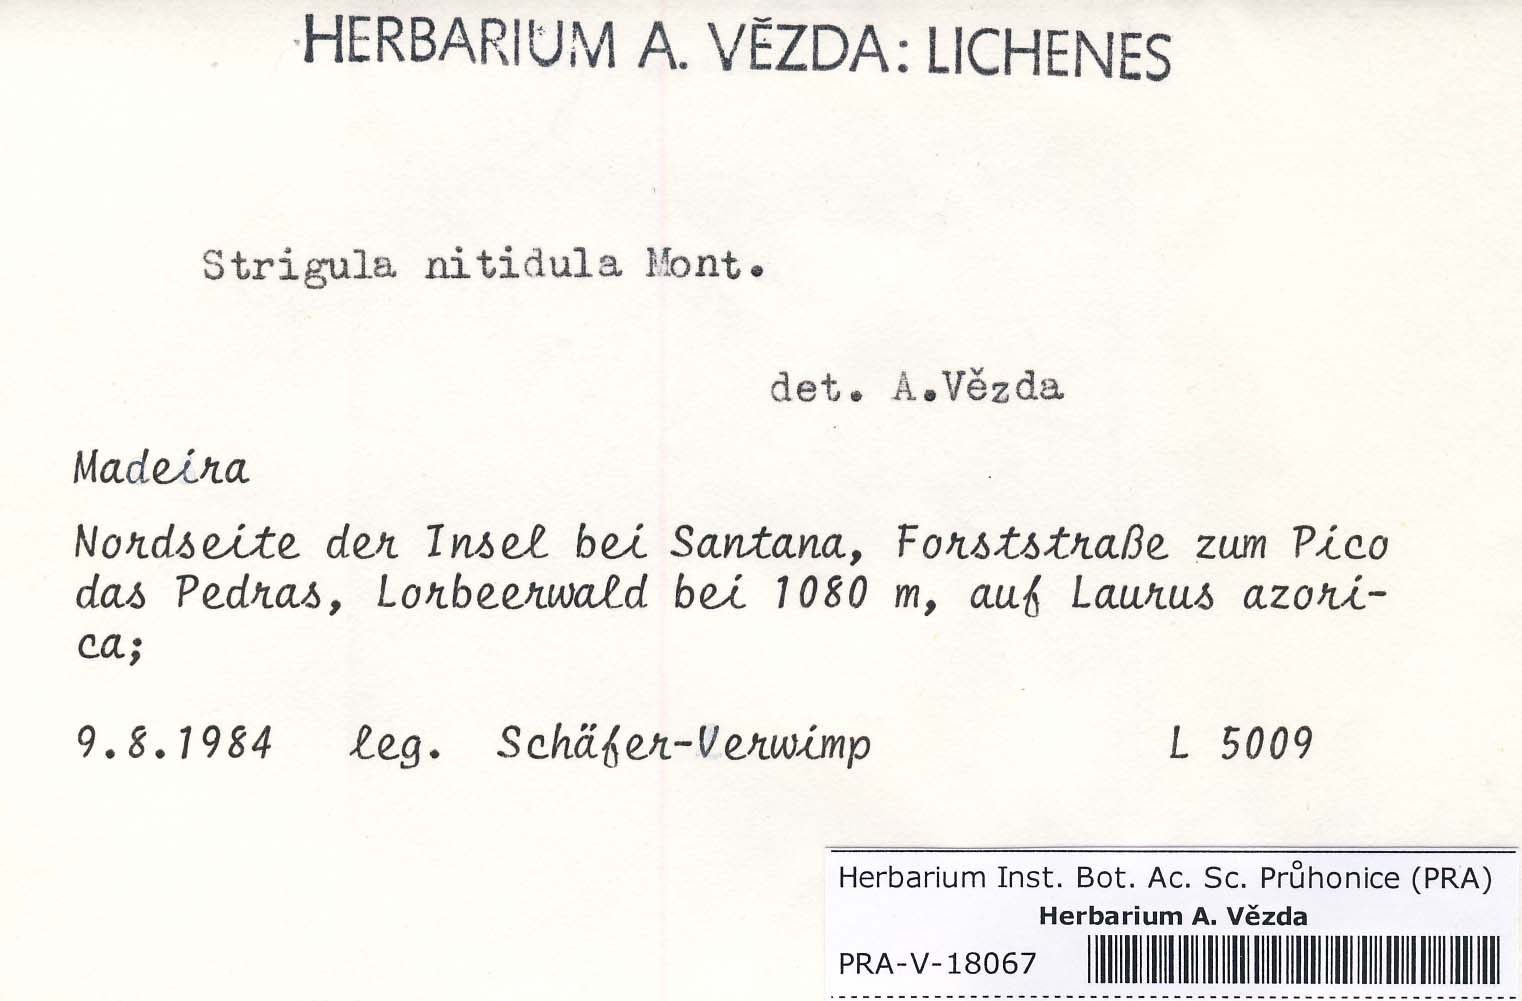 HERBARIUM A. VĚZDA: LICHENES
Strigula nitidula Mont.
det. A.Vězda
Madeira
Nordseite der Insel bei Santana, Forststraße zum Pico
das Pedras, Lorbeerwald bei 1080 m, auf Laurus azori-
ca;
9.8.1984 leg. Schäfer-Verwimp L 5009
Herbarium Inst. Bot. Ac. Sc. Průhonice (PRA)
Herbarium A. Vězda
PRA-V-18067